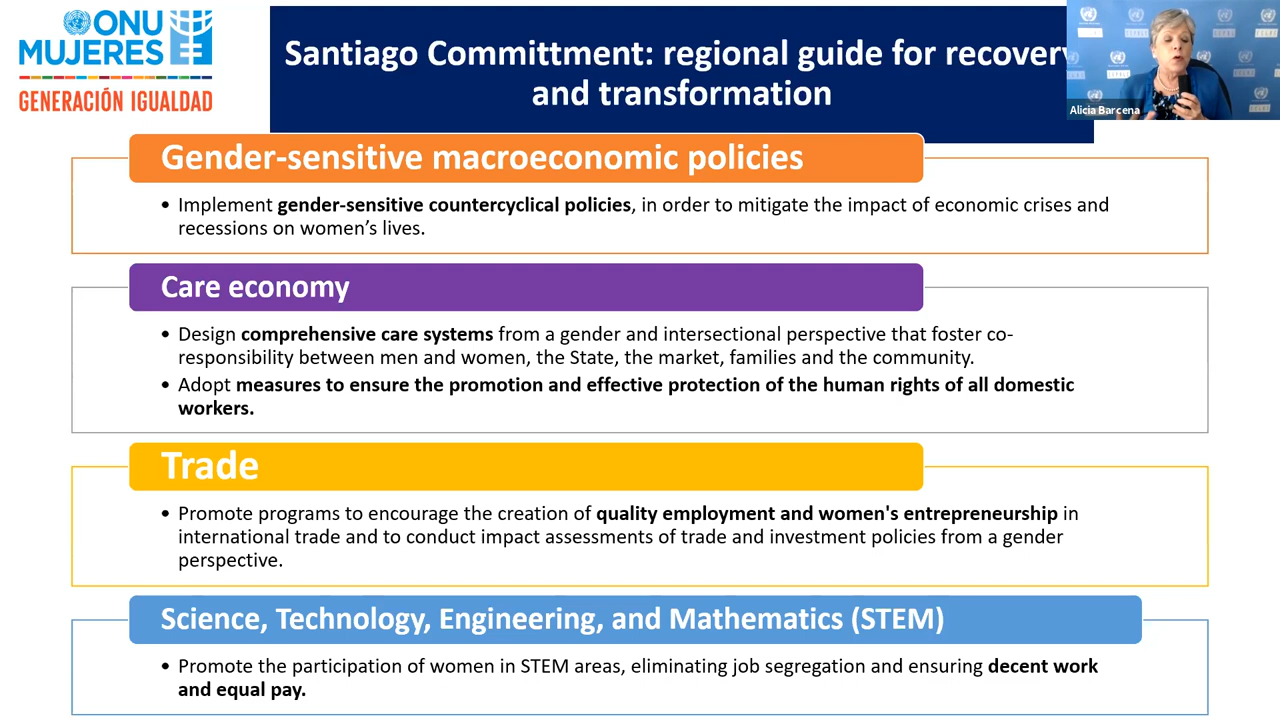 ONU
MUJERES
GENERACIÓN IGUALDAD
Santiago Committment: regional guide for recovery
and transformation
Alicia Barcena
Gender-sensitive macroeconomic policies
• Implement gender-sensitive countercyclical policies, in order to mitigate the impact of economic crises and
recessions on women’s lives.
Care economy
• Design comprehensive care systems from a gender and intersectional perspective that foster co-
responsibility between men and women, the State, the market, families and the community.
• Adopt measures to ensure the promotion and effective protection of the human rights of all domestic
workers.
Trade
• Promote programs to encourage the creation of quality employment and women's entrepreneurship in
international trade and to conduct impact assessments of trade and investment policies from a gender
perspective.
Science, Technology, Engineering, and Mathematics (STEM)
• Promote the participation of women in STEM areas, eliminating job segregation and ensuring decent work
and equal pay.